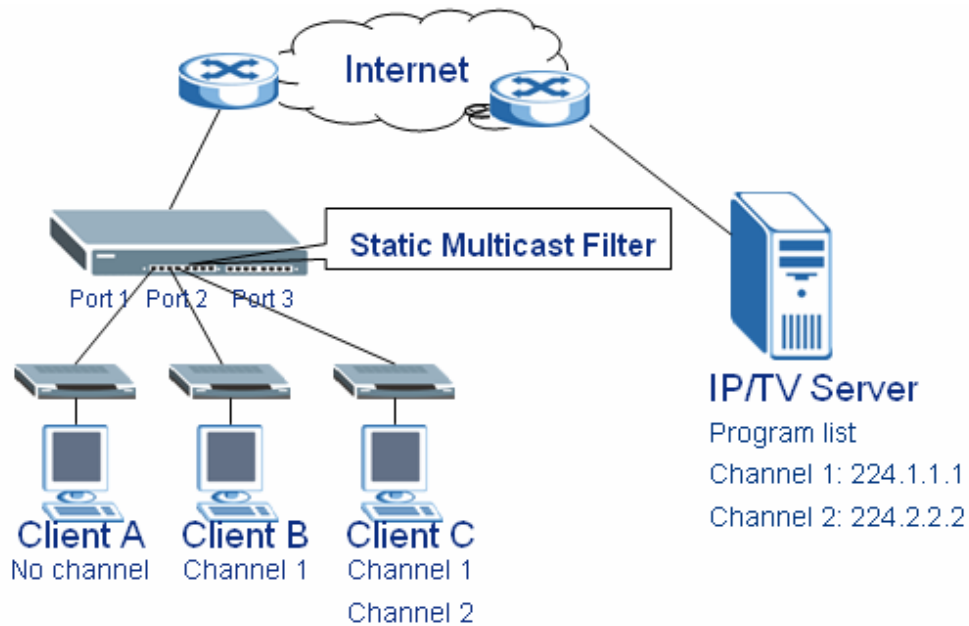 Internet
Static Multicast Filter
Port 1 Port 2 Port 3
IP/TV Server
Program list
Channel 1: 224.1.1.1
Channel 2: 224.2.2.2
Client A
No channel
Client B
Channel 1
Client C
Channel 1
Channel 2